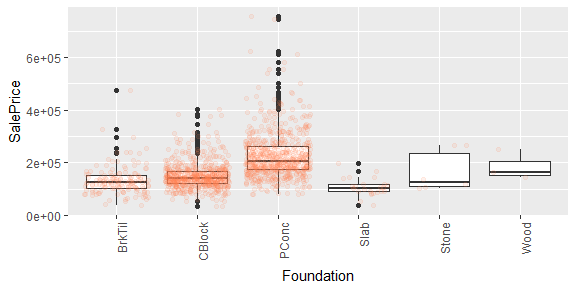 SalePrice
6e+05
4e+05
2e+05
0e+00
BrkTil
CBlock
PConc
Slab
Stone
Wood
Foundation